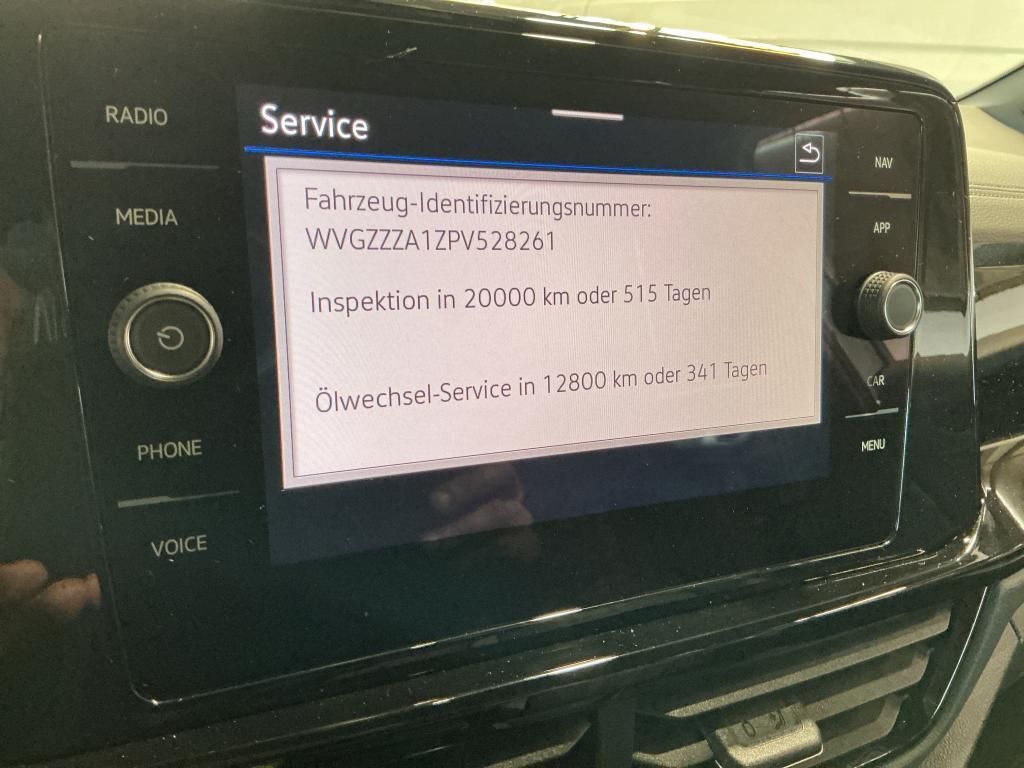 RADIO
MEDIA
PHONE
VOICE
Service
Fahrzeug-Identifizierungsnummer:
WVGZZZA1ZPV528261
Inspektion in 20000 km oder 515 Tagen
Ölwechsel-Service in 12800 km oder 341 Tagen
NAV
APP
CAR
MENU